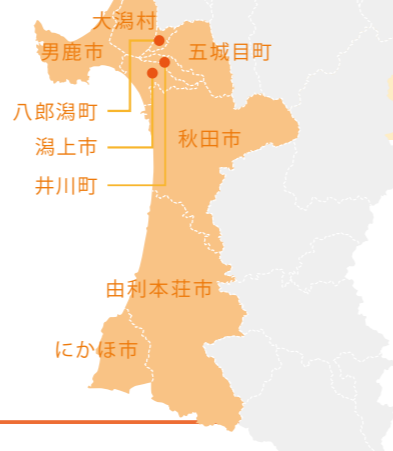 大潟村
男鹿市
五城目町
八郎潟町
秋田市
潟上市
井川町
由利本荘市
にかほ市